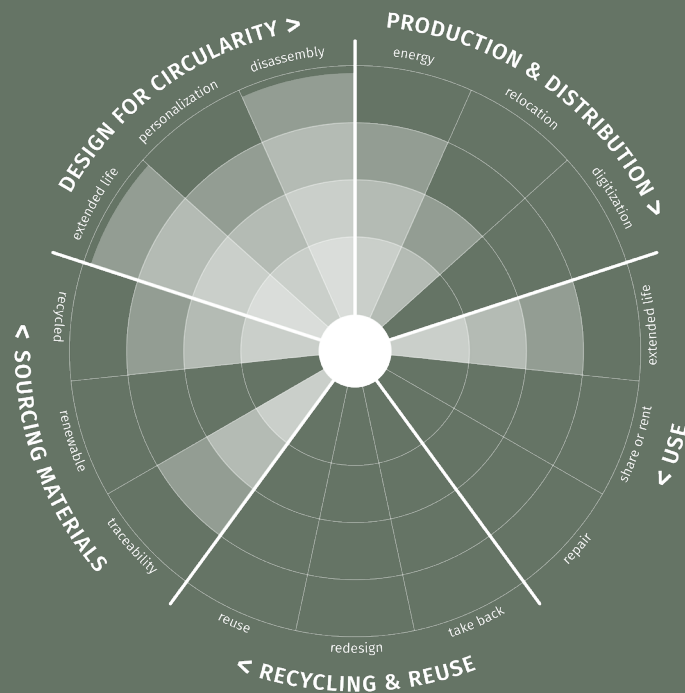 DESIGN FOR CIRCULARITY >
extended life
personalization
disassembly
PRODUCTION & DISTRIBUTION >
energy
relocation
digitization
< USE
extended life
share or rent
repair
< RECYCLING & REUSE
take back
redesign
reuse
< SOURCING MATERIALS
traceability
renewable
recycled